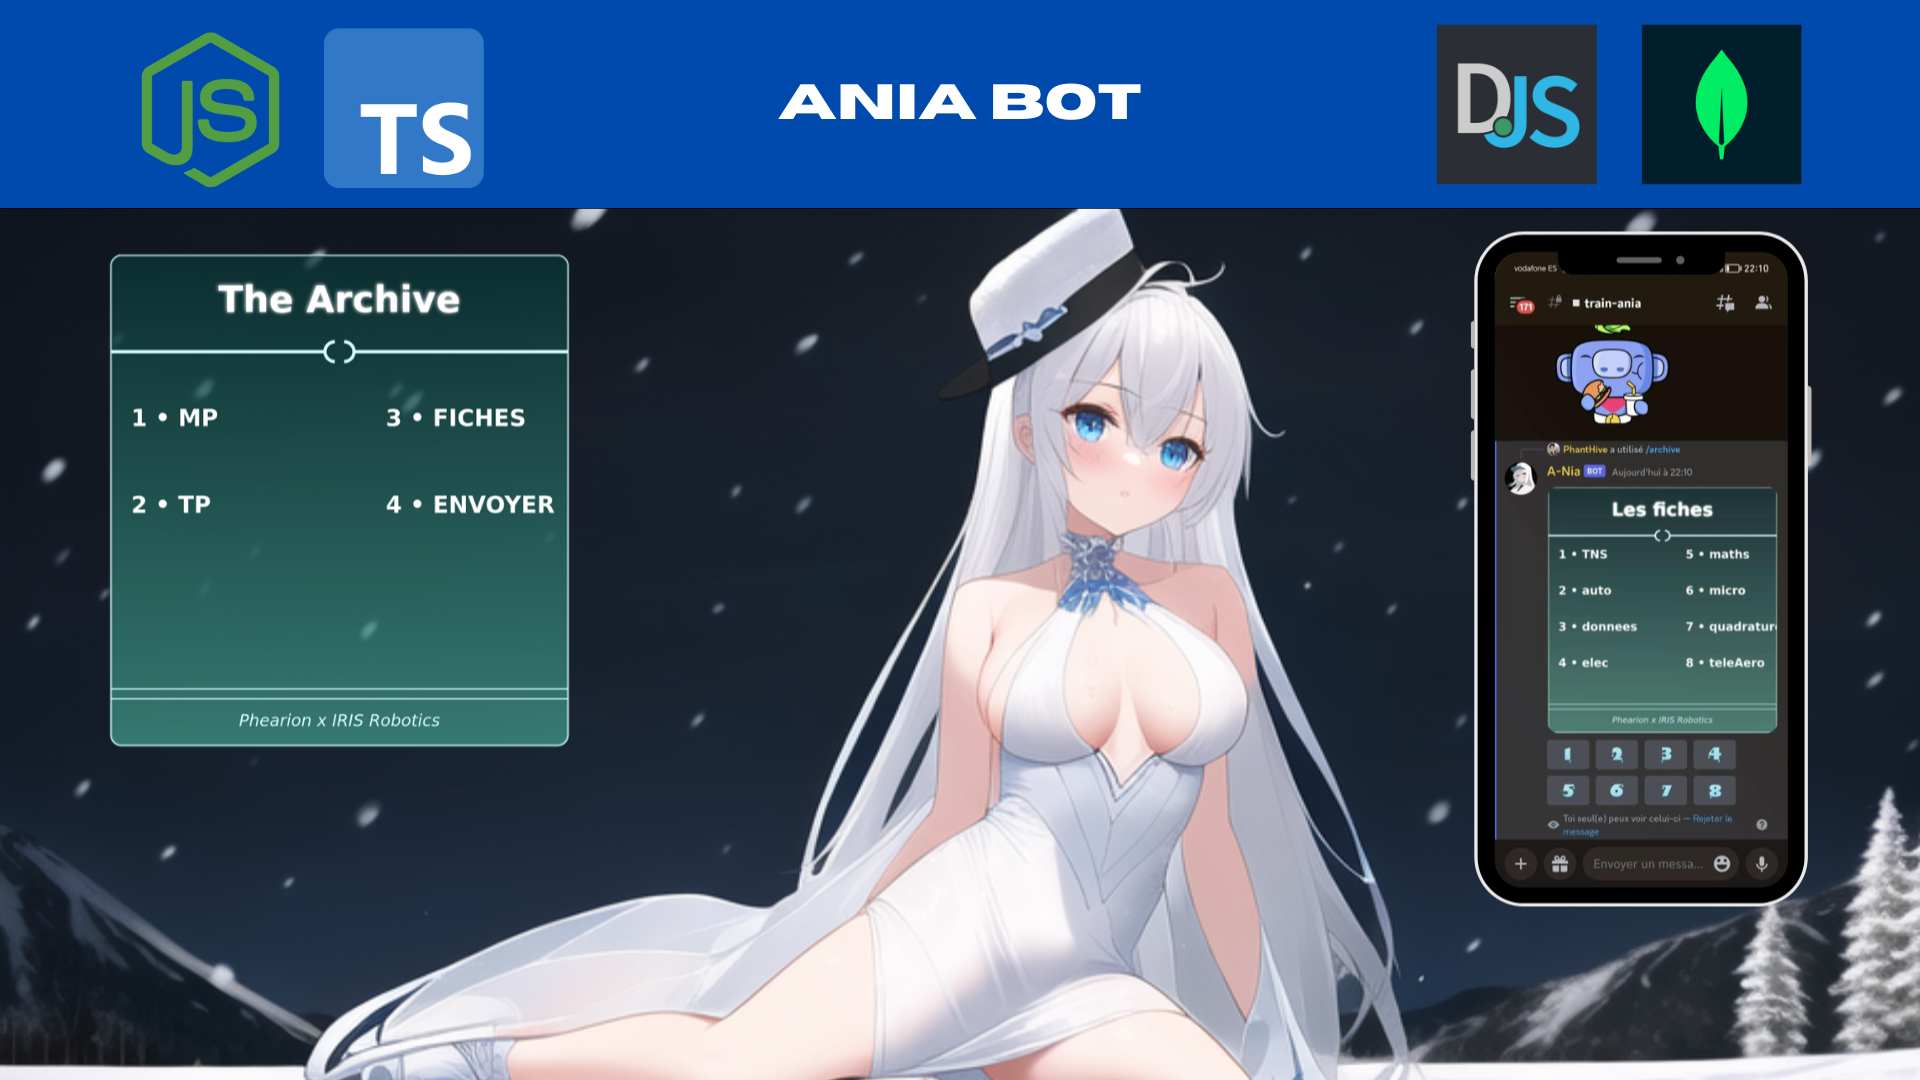 JS
TS
ANIA BOT
DJS
The Archive
1 • MP
3 • FICHES
2 • TP
4 • ENVOYER
Phearion x IRIS Robotics
vodafone ES
22:10
171
train-ania
PhantHive a utilisé /archive
A-Nia BOT Aujourd'hui à 22:10
Les fiches
1 • TNS
5 • maths
2 • auto
6 • micro
3 • donnees
7 • quadratur
4 • elec
8 • teleAero
Phearion x IRIS Robotics
1 2 3 4
5 6 7 8
Toi seul(e) peux voir celui-ci — Rejeter le
message
Envoyer un messa...